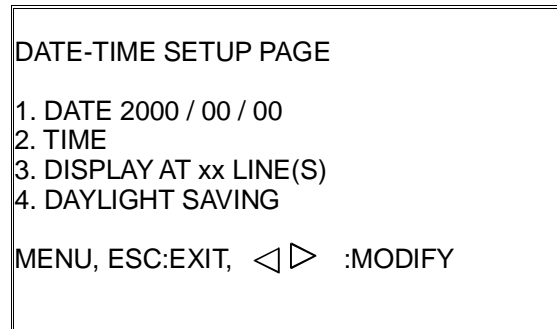 DATE-TIME SETUP PAGE
1. DATE 2000 / 00 / 00
2. TIME
3. DISPLAY AT xx LINE(S)
4. DAYLIGHT SAVING
MENU, ESC:EXIT, ◁ ▷ :MODIFY